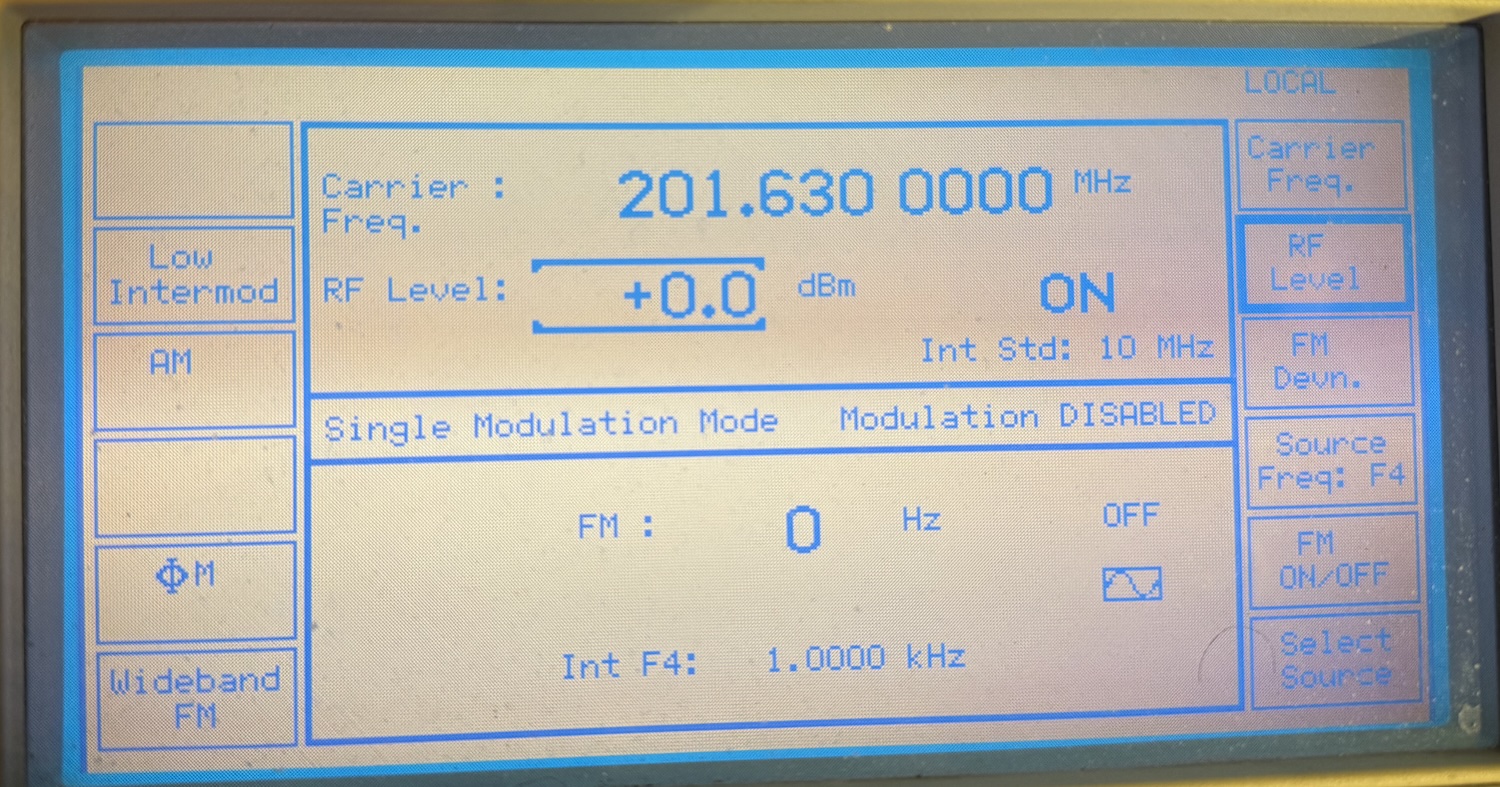 LOCAL
Low
Intermod
AM
ΦM
Wideband
FM
Carrier :
Freq.
201.630 0000 MHz
RF Level: +0.0 dBm ON
Int Std: 10 MHz
Single Modulation Mode Modulation DISABLED
FM : 0 Hz OFF
Int F4: 1.0000 kHz
Carrier
Freq.
RF
Level
FM
Devn.
Source
Freq: F4
FM
ON/OFF
Select
Source